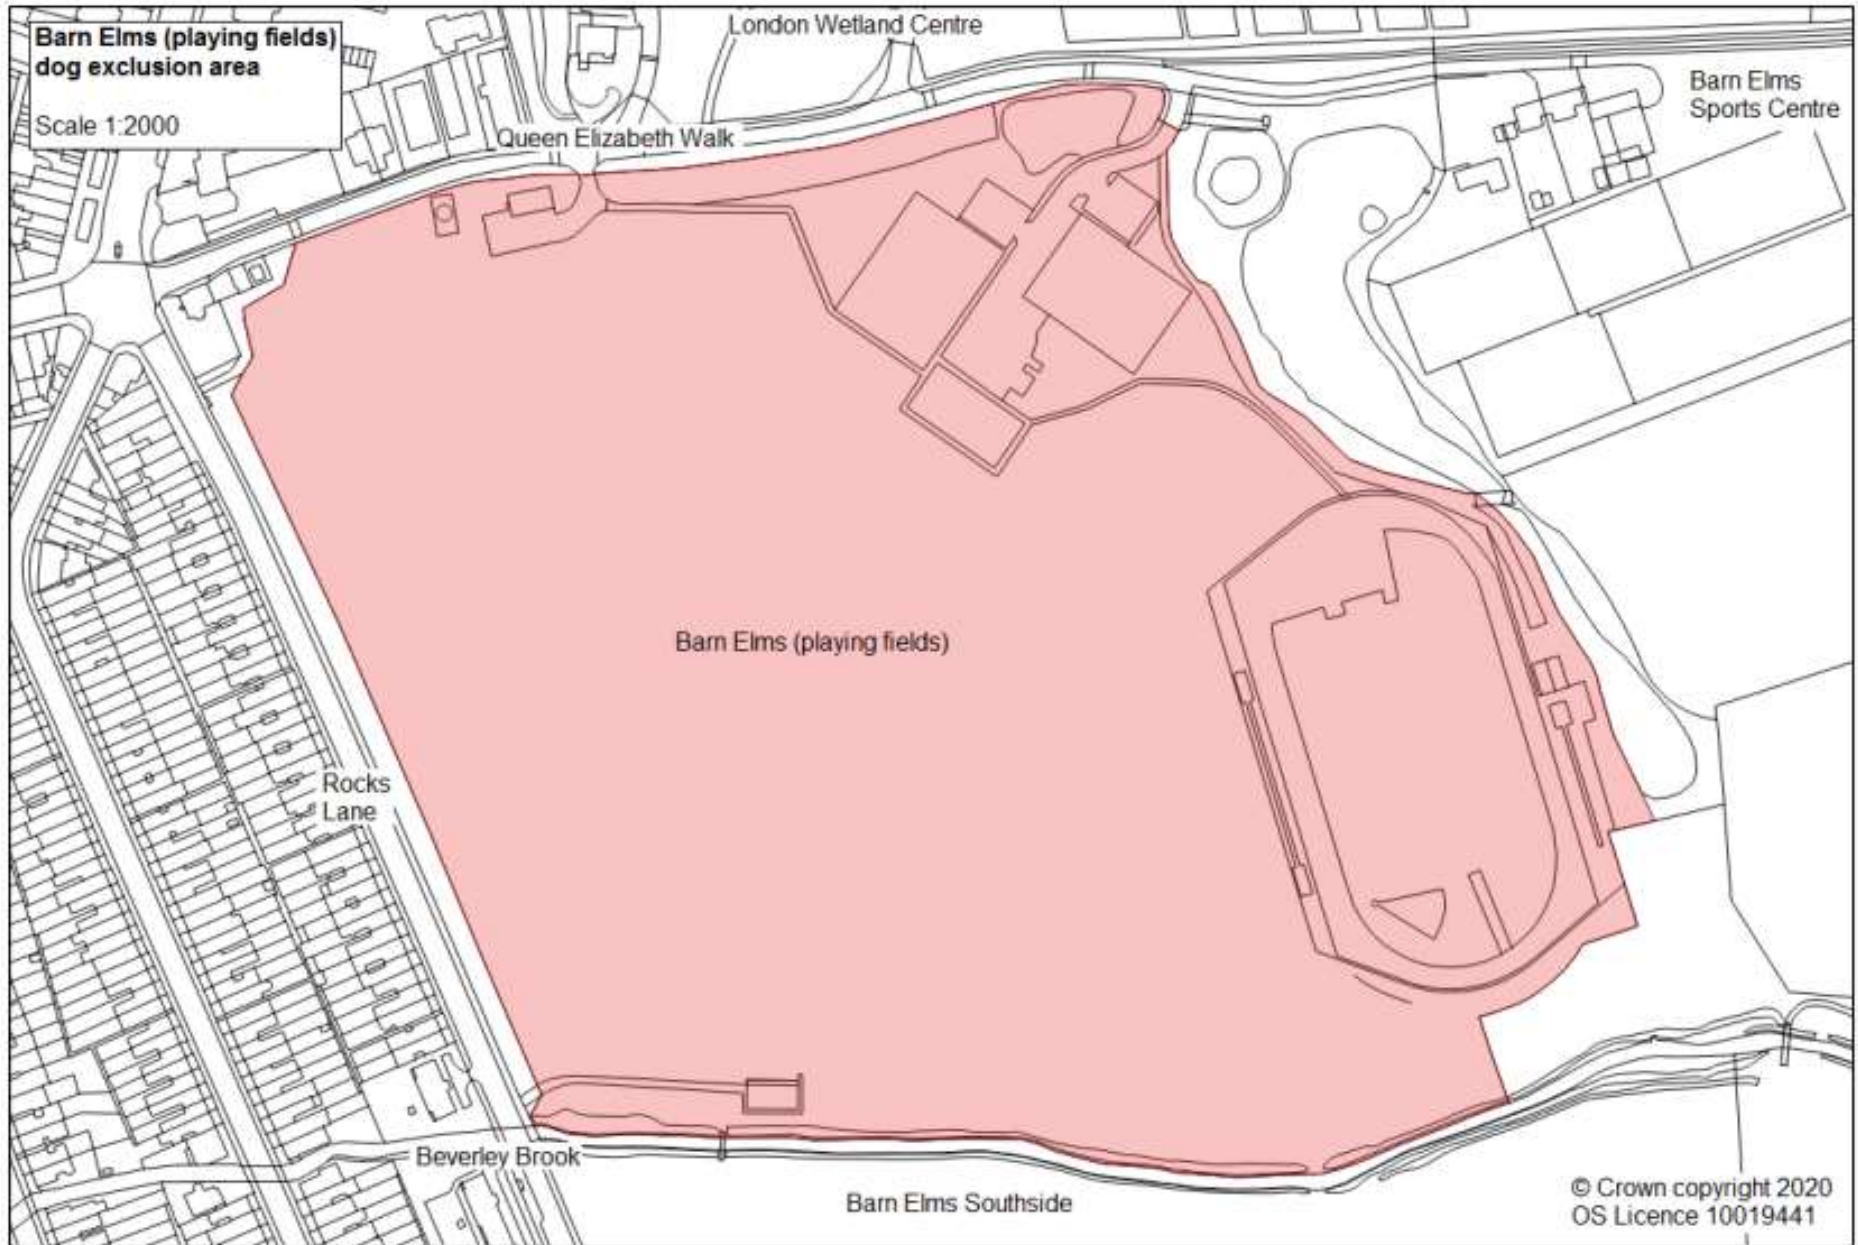 Barn Elms (playing fields)
dog exclusion area
Scale 1:2000
London Wetland Centre
Barn Elms
Sports Centre
Queen Elizabeth Walk
Barn Elms (playing fields)
Rocks
Lane
Beverley Brook
Barn Elms Southside
© Crown copyright 2020
OS Licence 10019441